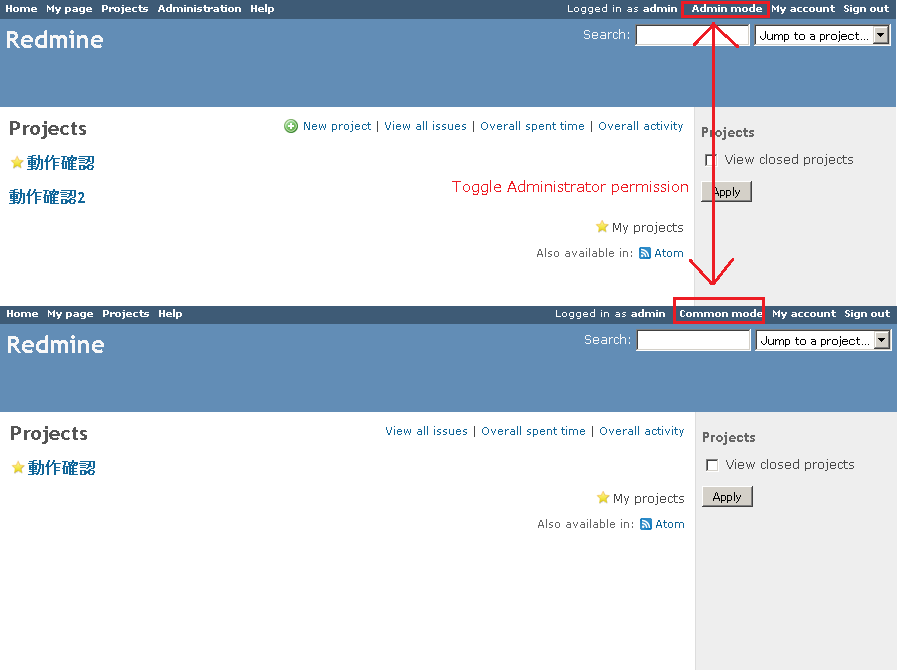 Home My page Projects Administration Help Logged in as admin Admin mode My account Sign out
Redmine Search: Jump to a project...
Projects New project | View all issues | Overall spent time | Overall activity
Projects
動作確認 View closed projects
Toggle Administrator permission Apply
動作確認2
My projects
Also available in: Atom
Home My page Projects Help Logged in as admin Common mode My account Sign out
Redmine Search: Jump to a project...
Projects View all issues | Overall spent time | Overall activity
Projects
動作確認 View closed projects
My projects Apply
Also available in: Atom